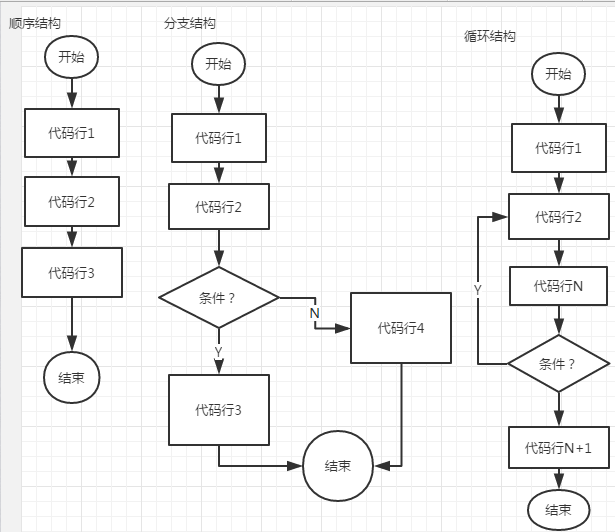 顺序结构
开始
代码行1
代码行2
代码行3
结束
分支结构
开始
代码行1
代码行2
条件？
N
代码行4
Y
代码行3
结束
循环结构
开始
代码行1
代码行2
Y
代码行N
条件？
代码行N+1
结束